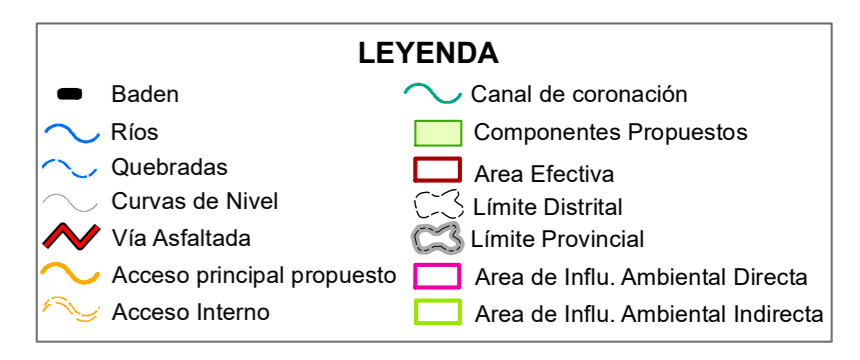 LEYENDA
Baden
Ríos
Quebradas
Curvas de Nivel
Vía Asfaltada
Acceso principal propuesto
Acceso Interno
Canal de coronación
Componentes Propuestos
Area Efectiva
Límite Distrital
Límite Provincial
Area de Influ. Ambiental Directa
Area de Influ. Ambiental Indirecta